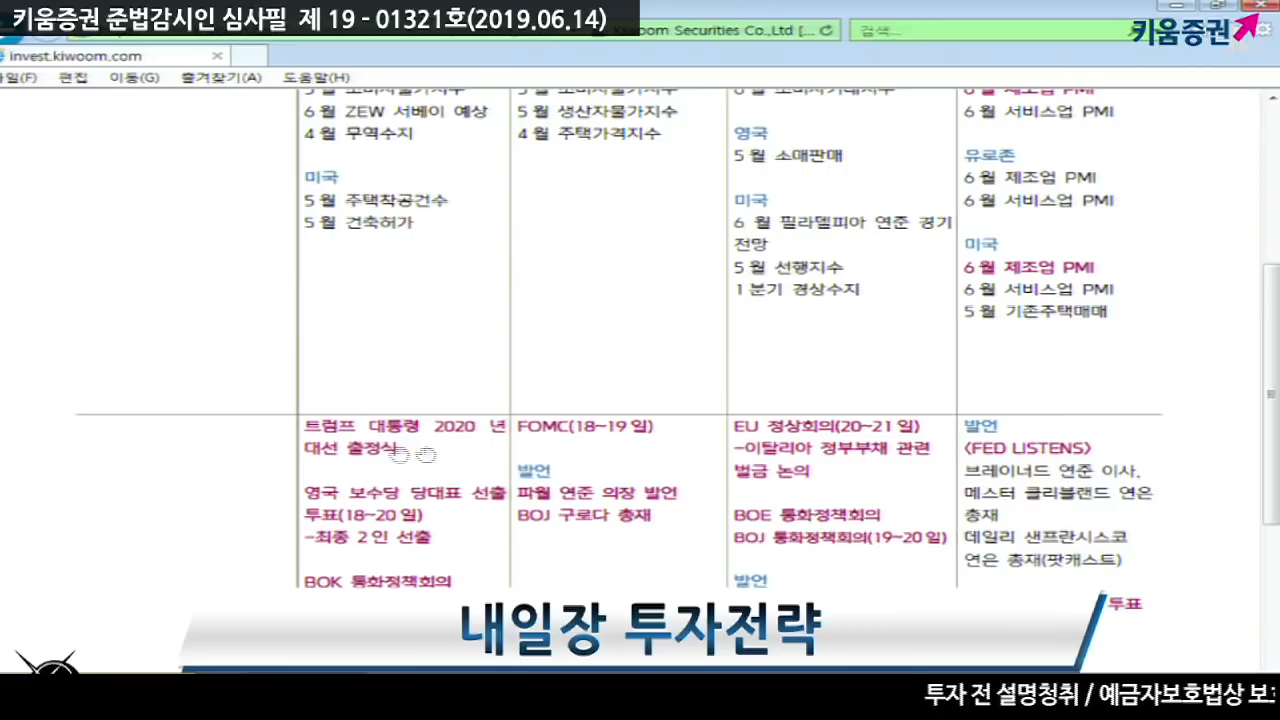 키움증권 준법감시인 심사필 제 19 - 01321호(2019.06.14)
Kiwoom Securities Co.,Ltd [...
검색...
키움증권
invest.kiwoom.com
편집 이동(G) 즐겨찾기(A) 도움말(H)
6월 ZEW 서베이 예상
4월 무역수지
미국
5월 주택착공건수
5월 건축허가
5월 생산자물가지수
4월 주택가격지수
영국
5월 소매판매
미국
6 월 필라델피아 연준 경기
전망
5월 선행지수
1분기 경상수지
6월 제조업 PMI
6월 서비스업 PMI
유로존
6월 제조업 PMI
6월 서비스업 PMI
미국
6월 제조업 PMI
6월 서비스업 PMI
5월 기존주택매매
트럼프 대통령 2020 년
대선 출정식
영국 보수당 당대표 선출
투표(18~20일)
-최종 2인 선출
BOK 통화정책회의
FOMC(18~19일)
발언
파월 연준 의장 발언
BOJ 구로다 총재
EU 정상회의(20~21일)
-이탈리아 정부부채 관련
벌금 논의
BOE 통화정책회의
BOJ 통화정책회의(19~20일)
발언
발언
<FED LISTENS>
브레이너드 연준 이사,
메스터 클리블랜드 연은
총재
데일리 샌프란시스코
연은 총재(팟캐스트)
투표
내일장 투자전략
투자 전 설명청취 / 예금자보호법상 보